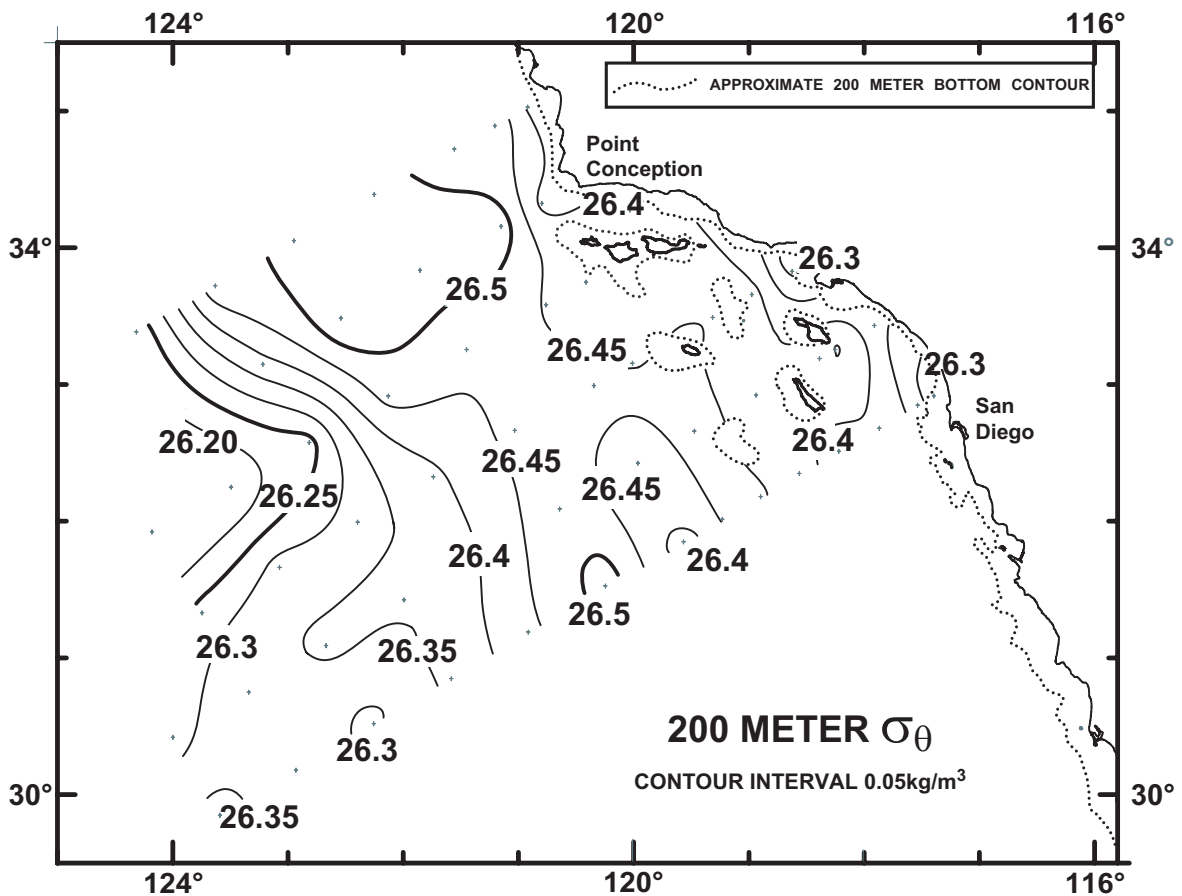 124° 120° 116°
APPROXIMATE 200 METER BOTTOM CONTOUR
Point
Conception
26.4
34° 34°
26.3
26.5
26.45
26.3
San
Diego
26.20
26.4
26.45
26.45
26.25
26.4
26.4
26.5
26.3
26.35
200 METER σθ
26.3
CONTOUR INTERVAL 0.05kg/m³
30° 30°
26.35
124° 120° 116°